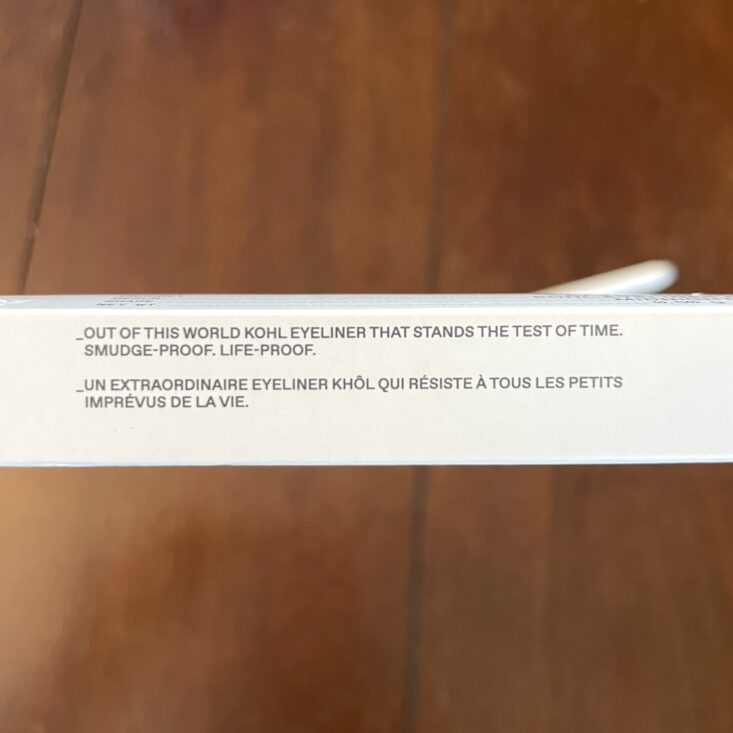 _OUT OF THIS WORLD KOHL EYELINER THAT STANDS THE TEST OF TIME.
SMUDGE-PROOF. LIFE-PROOF.
_UN EXTRAORDINAIRE EYELINER KHÔL QUI RÉSISTE À TOUS LES PETITS
IMPRÉVUS DE LA VIE.